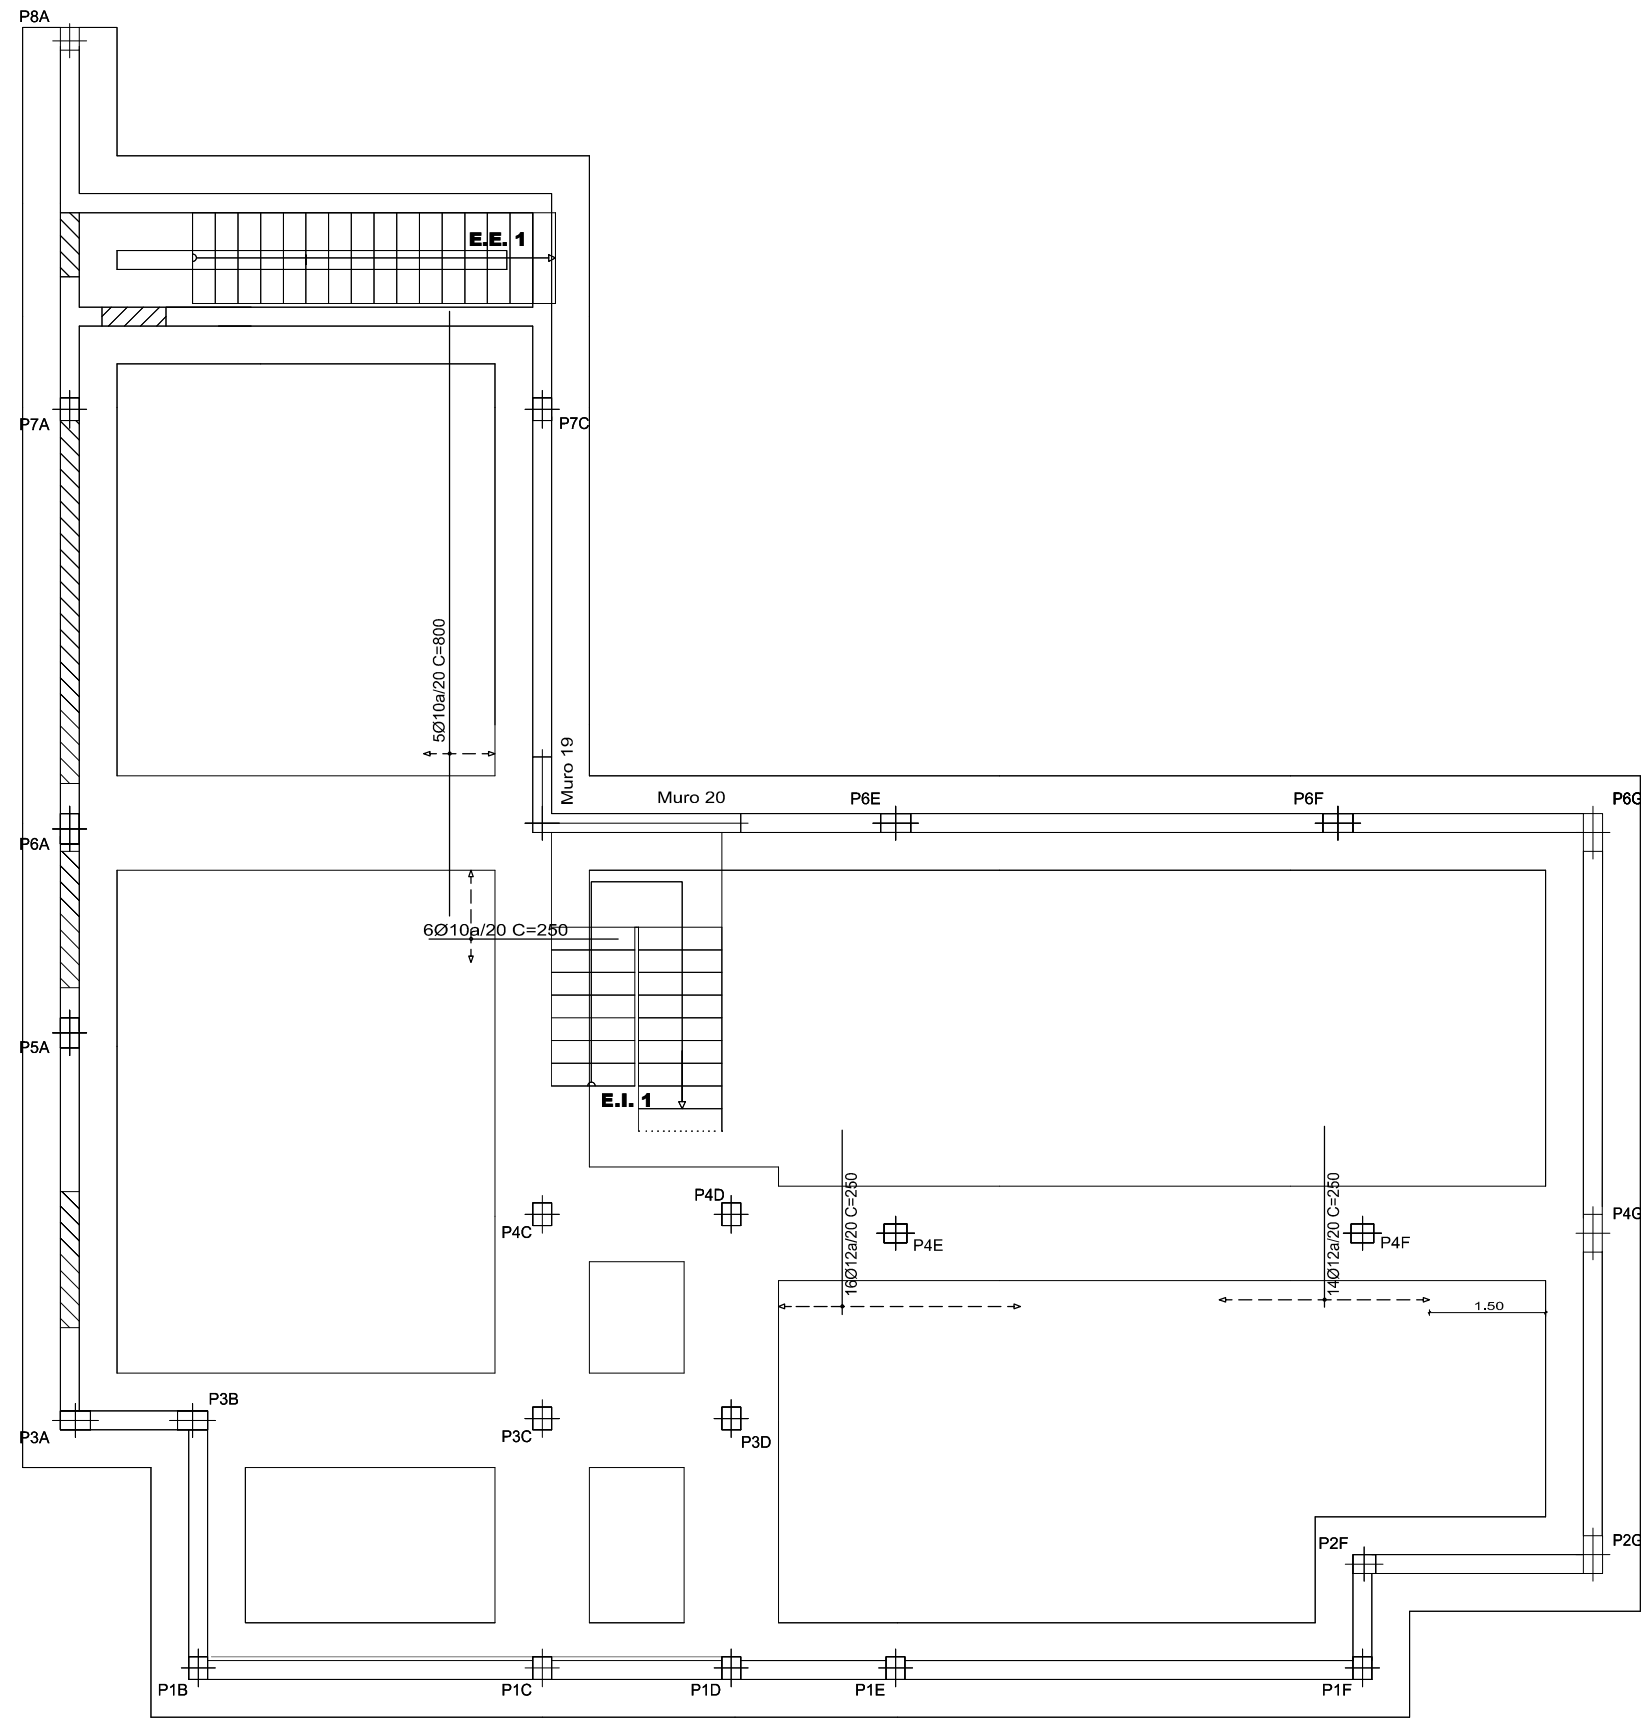 P8A
E.E. 1
P7A
P7C
5Ø10a/20 C=800
Muro 19
Muro 20
P6E
P6F
P6G
P6A
6Ø10a/20 C=250
P5A
E.I. 1
P4D
16Ø12a/20 C=250
14Ø12a/20 C=250
P4C
P4E
P4F
P4G
1.50
P3B
P3A
P3C
P3D
P2F
P2G
P1B
P1C
P1D
P1E
P1F